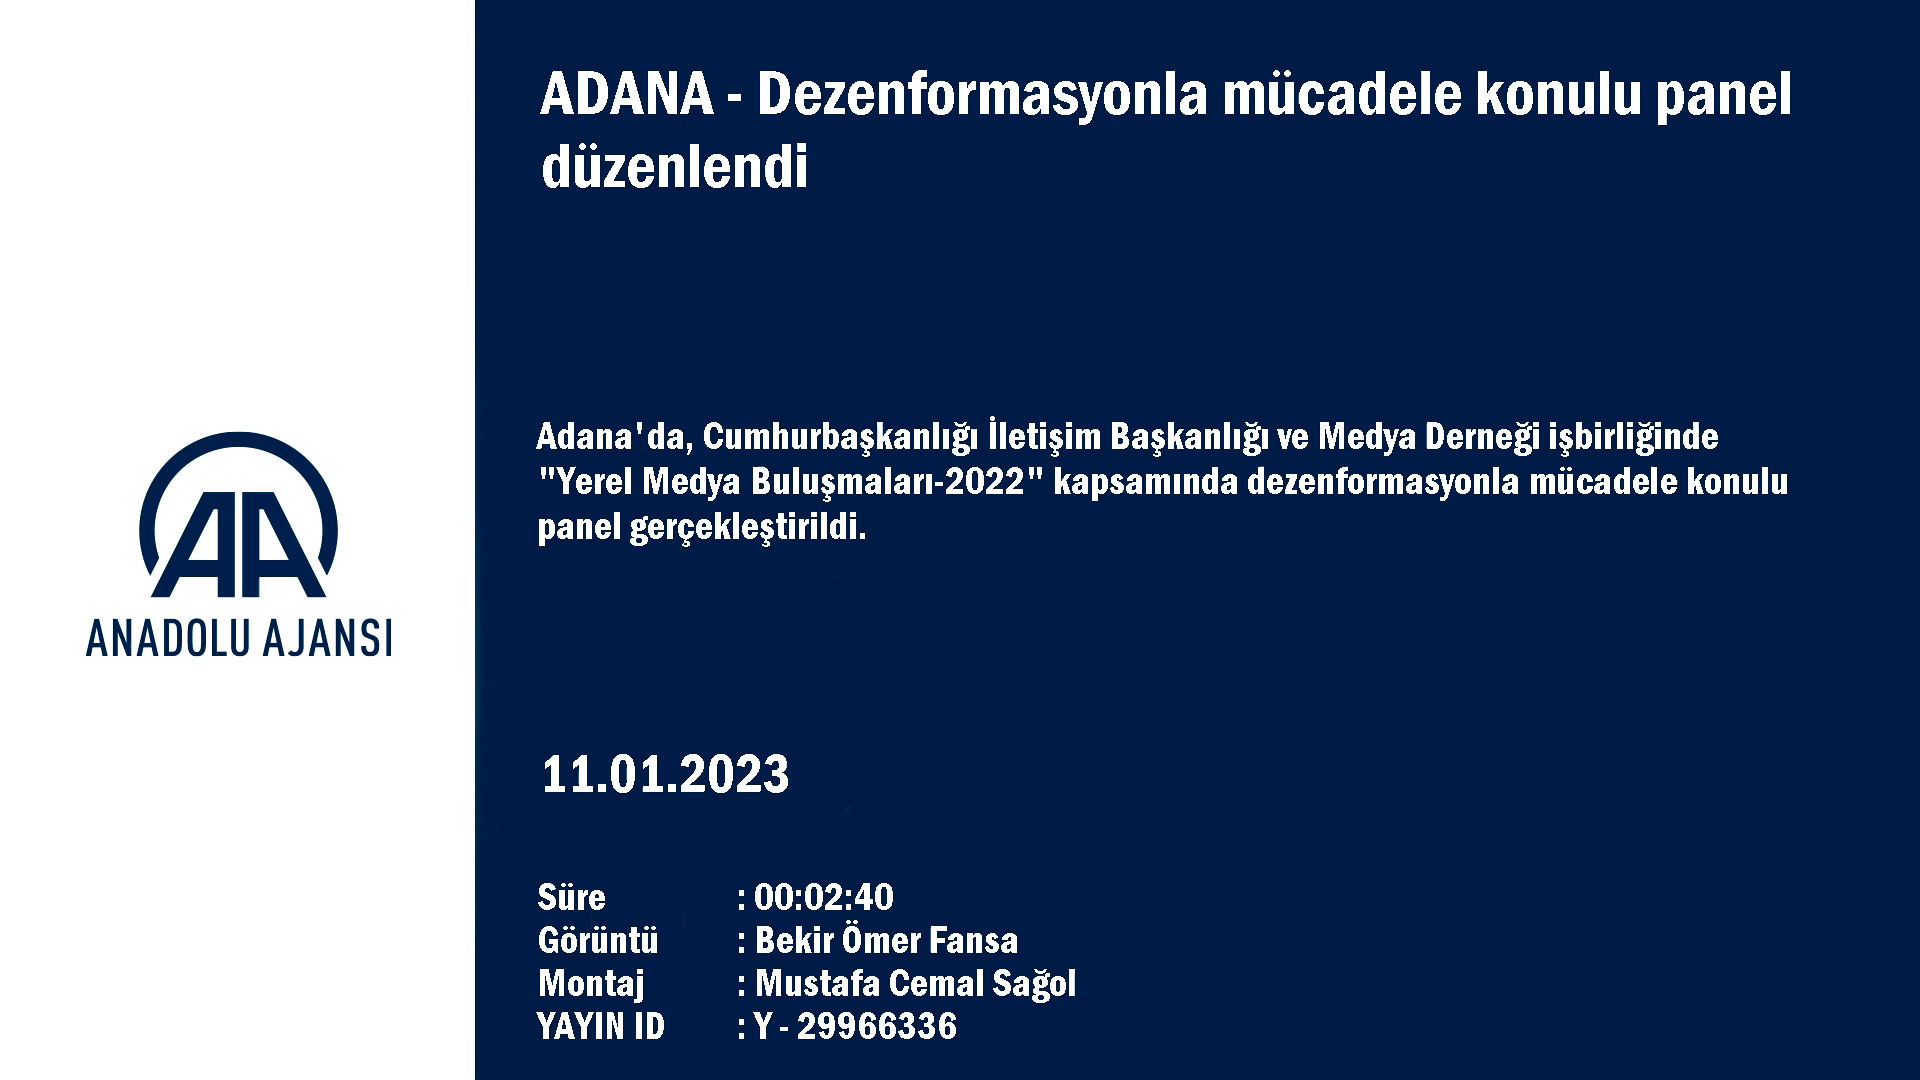 ADANA - Dezenformasyonla mücadele konulu panel
düzenlendi
Adana'da, Cumhurbaşkanlığı İletişim Başkanlığı ve Medya Derneği işbirliğinde
"Yerel Medya Buluşmaları-2022" kapsamında dezenformasyonla mücadele konulu
panel gerçekleştirildi.
AA
ANADOLU AJANSI
11.01.2023
Süre : 00:02:40
Görüntü : Bekir Ömer Fansa
Montaj : Mustafa Cemal Sağol
YAYIN ID : Y - 29966336